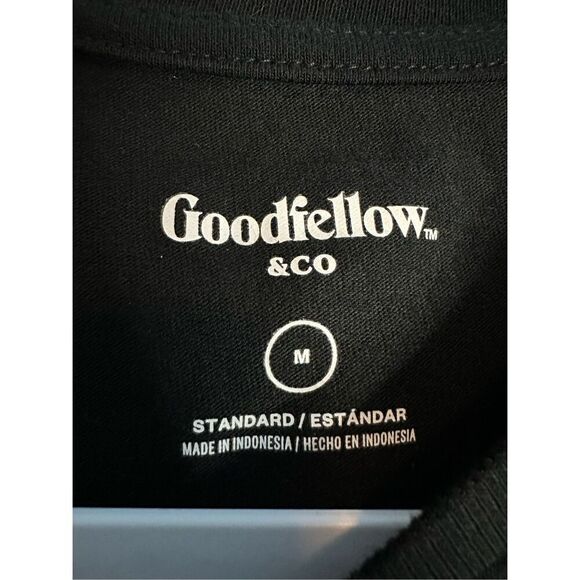 Goodfellow™
&CO
M
STANDARD / ESTÁNDAR
MADE IN INDONESIA / HECHO EN INDONESIA